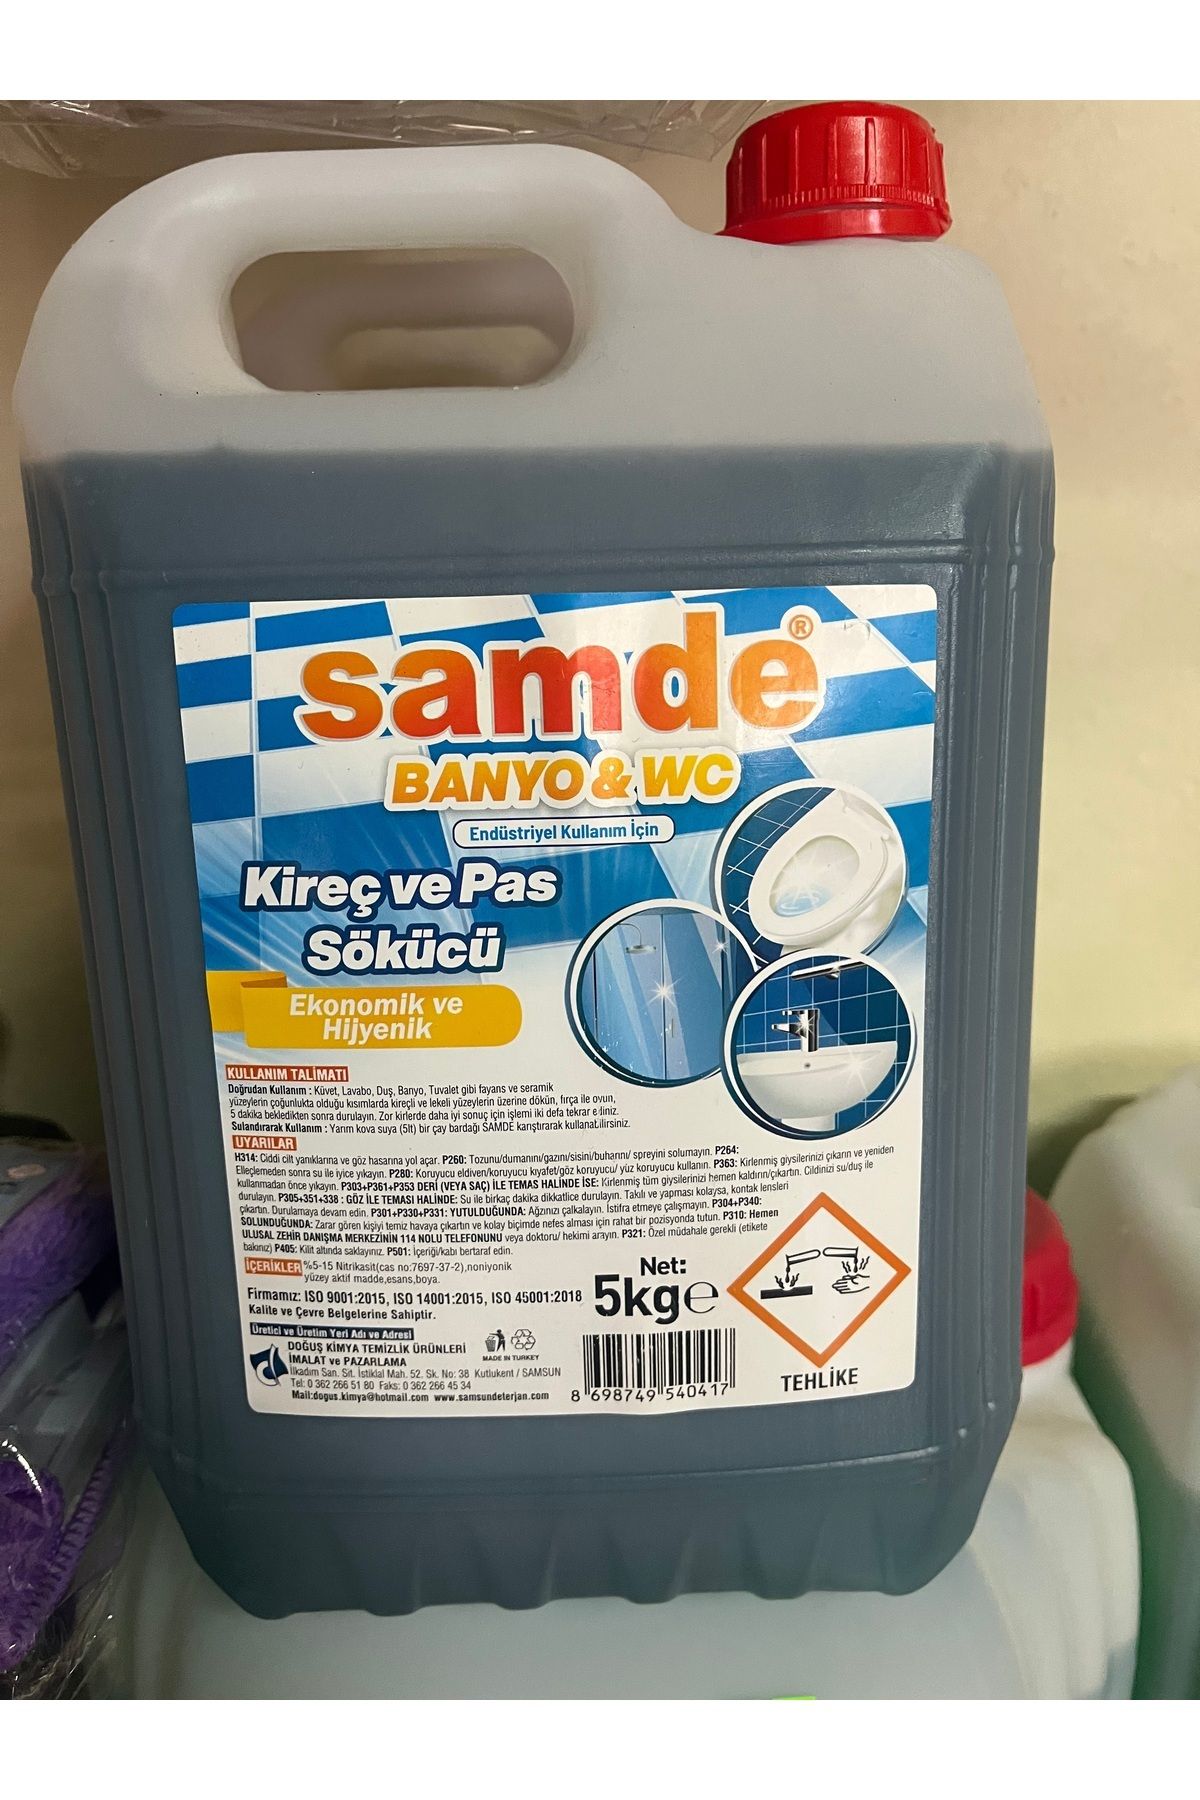 samde®
BANYO & WC
Endüstriyel Kullanım İçin
Kireç ve Pas
Sökücü
Ekonomik ve
Hijyenik
KULLANIM TALİMATI
Doğrudan Kullanım : Küvet, Lavabo, Duş, Banyo, Tuvalet gibi fayans ve seramik
yüzeylerin çoğunlukta olduğu kısımlarda kireçli ve lekeli yüzeylerin üzerine dökün, fırça ile ovun,
5 dakika bekledikten sonra durulayın. Zor kirlerde daha iyi sonuç için işlemi iki defa tekrar ediniz.
Sulandırarak Kullanım : Yarım kova suya (5lt) bir çay bardağı SAMDE karıştırarak kullanabilirsiniz.
UYARILAR
H314: Ciddi cilt yanıklarına ve göz hasarına yol açar. P260: Tozunu/dumanını/gazını/sisini/buharını/ spreyini solumayın. P264:
Elleçlemeden sonra su ile iyice yıkayın. P280: Koruyucu eldiven/koruyucu kıyafet/göz koruyucu/ yüz koruyucu kullanın. P363: Kirlenmiş giysilerinizi çıkarın ve yeniden
kullanmadan önce yıkayın. P303+P361+P353 DERİ (VEYA SAÇ) İLE TEMAS HALİNDE İSE: Kirlenmiş tüm giysilerinizi hemen kaldırın/çıkartın. Cildinizi su/duş ile
durulayın. P305+351+338 : GÖZ İLE TEMASI HALİNDE: Su ile birkaç dakika dikkatlice durulayın. Takılı ve yapması kolaysa, kontak lensleri
çıkartın. Durulamaya devam edin. P301+P330+P331: YUTULDUĞUNDA: Ağzınızı çalkalayın. İstifra etmeye çalışmayın. P304+P340:
SOLUNDUĞUNDA: Zarar gören kişiyi temiz havaya çıkartın ve kolay biçimde nefes alması için rahat bir pozisyonda tutun. P310: Hemen
ULUSAL ZEHİR DANIŞMA MERKEZİNİN 114 NOLU TELEFONUNU veya doktoru/ hekimi arayın. P321: Özel müdahale gerekli (etikete
bakınız) P405: Kilit altında saklayınız. P501: İçeriği/kabı bertaraf edin.
İÇERİKLER %5-15 Nitrikasit(cas no:7697-37-2),noniyonik
yüzey aktif madde,esans,boya.
Firmamız: ISO 9001:2015, ISO 14001:2015, ISO 45001:2018
Kalite ve Çevre Belgelerine Sahiptir.
Net:
5kg℮
Üretici ve Üretim Yeri Adı ve Adresi
DOĞUŞ KİMYA TEMİZLİK ÜRÜNLERİ
İMALAT ve PAZARLAMA
İlkadım San. Sit. İstiklal Mah. 52. Sk. No: 38 Kutlukent / SAMSUN
Tel: 0 362 266 51 80 Faks: 0 362 266 45 34
Mail:dogus.kimya@hotmail.com www.samsundeterjan.com
MADE IN TURKEY
8 698749 540417
TEHLİKE